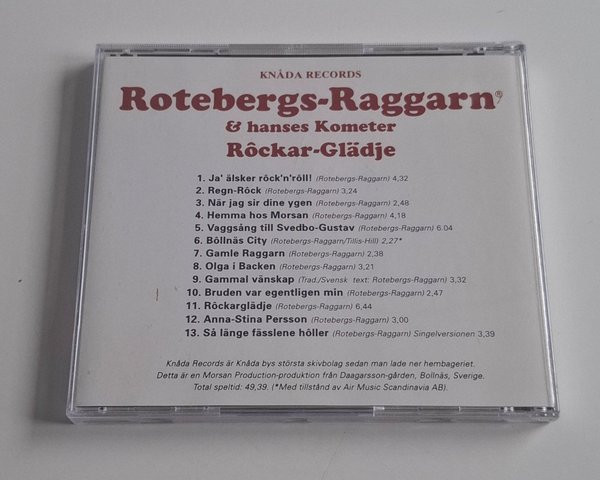 KNÅDA RECORDS
Rotebergs-Raggarn®
& hanses Kometer
Rôckar-Glädje
1. Ja' älsker rôck'n'rôll! (Rotebergs-Raggarn) 4,32
2. Regn-Rôck (Rotebergs-Raggarn) 3,24
3. När jag sir dine ygen (Rotebergs-Raggarn) 2,48
4. Hemma hos Morsan (Rotebergs-Raggarn) 4,18
5. Vaggsång till Svedbo-Gustav (Rotebergs-Raggarn) 6.04
6. Bôllnäs City (Rotebergs-Raggarn/Tillis-Hill) 2,27*
7. Gamle Raggarn (Rotebergs-Raggarn) 2,38
8. Olga i Backen (Rotebergs-Raggarn) 3,21
9. Gammal vänskap (Trad./Svensk text: Rotebergs-Raggarn) 3,32
10. Bruden var egentligen min (Rotebergs-Raggarn) 2,47
11. Rôckarglädje (Rotebergs-Raggarn) 6,44
12. Anna-Stina Persson (Rotebergs-Raggarn) 3,00
13. Så länge fässlene hôller (Rotebergs-Raggarn) Singelversionen 3,39
Knåda Records är Knåda bys största skivbolag sedan man lade ner hembageriet.
Detta är en Morsan Production-produktion från Daagarsson-gården, Bollnäs, Sverige.
Total speltid: 49,39. (*Med tillstånd av Air Music Scandinavia AB).